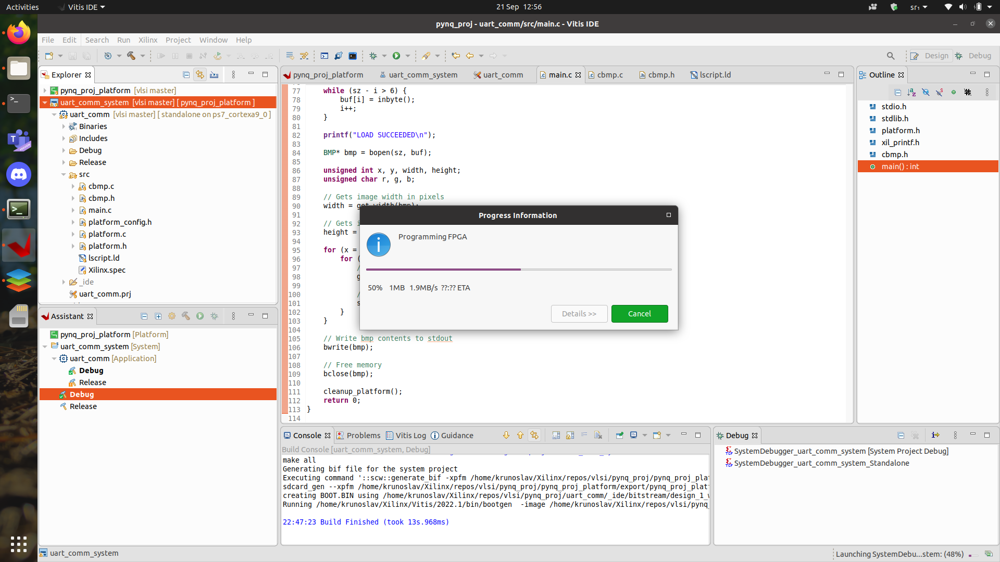 Activities
Vitis IDE
21 Sep 12:56
sr₁
pynq_proj - uart_comm/src/main.c - Vitis IDE
File Edit Search Run Xilinx Project Window Help
Design
Debug
Explorer
pynq_proj_platform [vlsi master]
uart_comm_system [vlsi master] [ pynq_proj_platform ]
uart_comm [vlsi master] [ standalone on ps7_cortexa9_0 ]
Binaries
Includes
Debug
Release
src
cbmp.c
cbmp.h
main.c
platform_config.h
platform.c
platform.h
lscript.ld
Xilinx.spec
_ide
uart_comm.prj
Assistant
pynq_proj_platform [Platform]
uart_comm_system [System]
uart_comm [Application]
Debug
Release
Debug
Release
pynq_proj_platform uart_comm_system uart_comm main.c cbmp.c cbmp.h lscript.ld
77 while (sz - i > 6) {
78 buf[i] = inbyte();
79 i++;
80 }
81
82 printf("LOAD SUCCEEDED\n");
83
84 BMP* bmp = bopen(sz, buf);
85
86 unsigned int x, y, width, height;
87 unsigned char r, g, b;
88
89 // Gets image width in pixels
90 width = get_width(bmp);
91
92 // Gets i
93 height =
94
95 for (x =
96 for (
97 /
98 g
99
100 /
101 s
102 }
103 }
104
105 // Write bmp contents to stdout
106 bwrite(bmp);
107
108 // Free memory
109 bclose(bmp);
110
111 cleanup_platform();
112 return 0;
113 }
114
Progress Information
Programming FPGA
50% 1MB 1.9MB/s ??:?? ETA
Details >>
Cancel
Outline
stdio.h
stdlib.h
platform.h
xil_printf.h
cbmp.h
main() : int
Console Problems Vitis Log Guidance
Build Console [uart_comm_system, Debug]
make all
Generating bif file for the system project
Executing command '::scw::generate_bif -xpfm /home/krunoslav/Xilinx/repos/vlsi/pynq_proj/pynq_proj_plat
sdcard_gen --xpfm /home/krunoslav/Xilinx/repos/vlsi/pynq_proj/pynq_proj_platform/export/pynq_proj_platf
creating BOOT.BIN using /home/krunoslav/Xilinx/repos/vlsi/pynq_proj/uart_comm/_ide/bitstream/design_1_w
Running /home/krunoslav/Xilinx/Vitis/2022.1/bin/bootgen -image /home/krunoslav/Xilinx/repos/vlsi/pynq_
22:47:23 Build Finished (took 13s.968ms)
Debug
SystemDebugger_uart_comm_system [System Project Debug]
SystemDebugger_uart_comm_system_Standalone
uart_comm_system
Launching SystemDebu...stem: (48%)